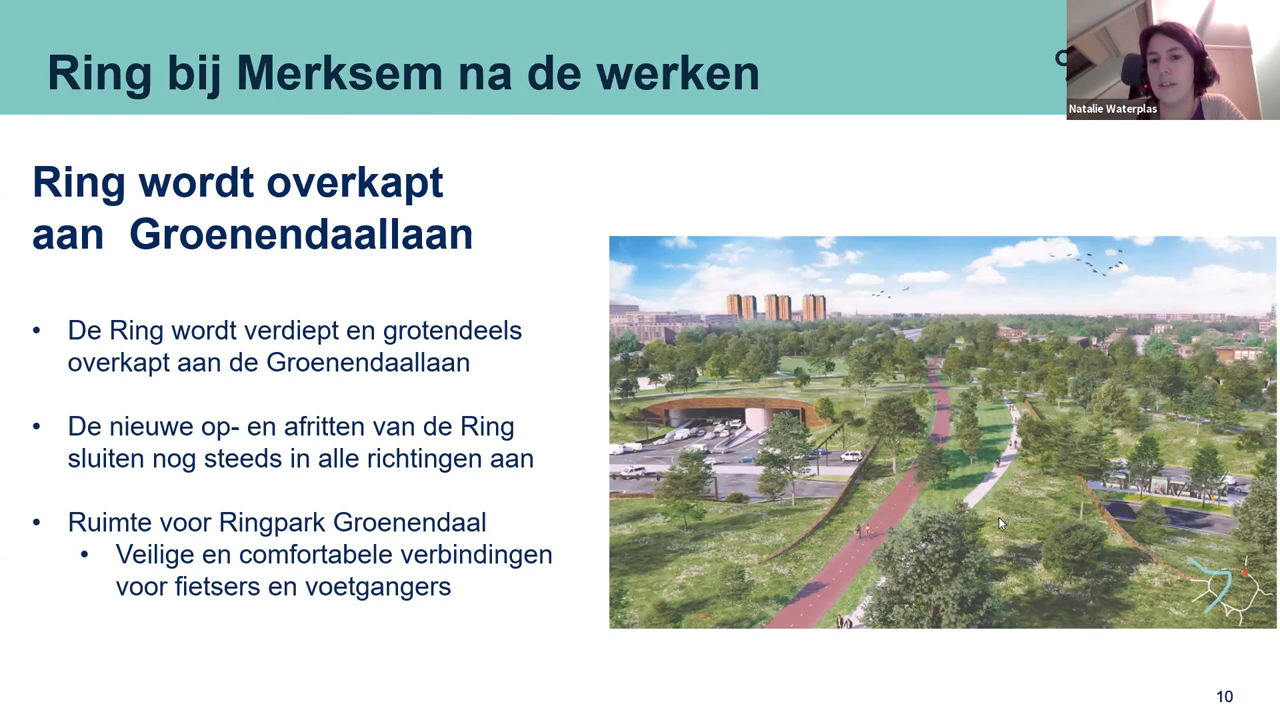 Ring bij Merksem na de werken
Natalie Waterplas
Ring wordt overkapt
aan Groenendaallaan
• De Ring wordt verdiept en grotendeels
overkapt aan de Groenendaallaan
• De nieuwe op- en afritten van de Ring
sluiten nog steeds in alle richtingen aan
• Ruimte voor Ringpark Groenendaal
• Veilige en comfortabele verbindingen
voor fietsers en voetgangers
10